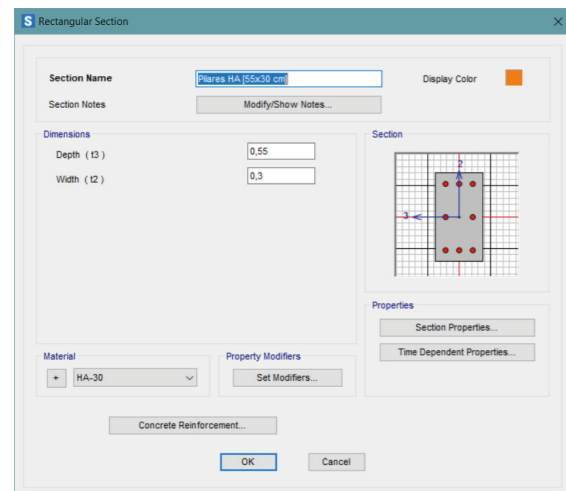 S Rectangular Section
Section Name Pilares HA [55x30 cm] Display Color
Section Notes Modify/Show Notes...
Dimensions
Depth ( t3 ) 0,55
Width ( t2 ) 0,3
Section
2
3
Properties
Section Properties...
Time Dependent Properties...
Material
+ HA-30
Property Modifiers
Set Modifiers...
Concrete Reinforcement...
OK Cancel